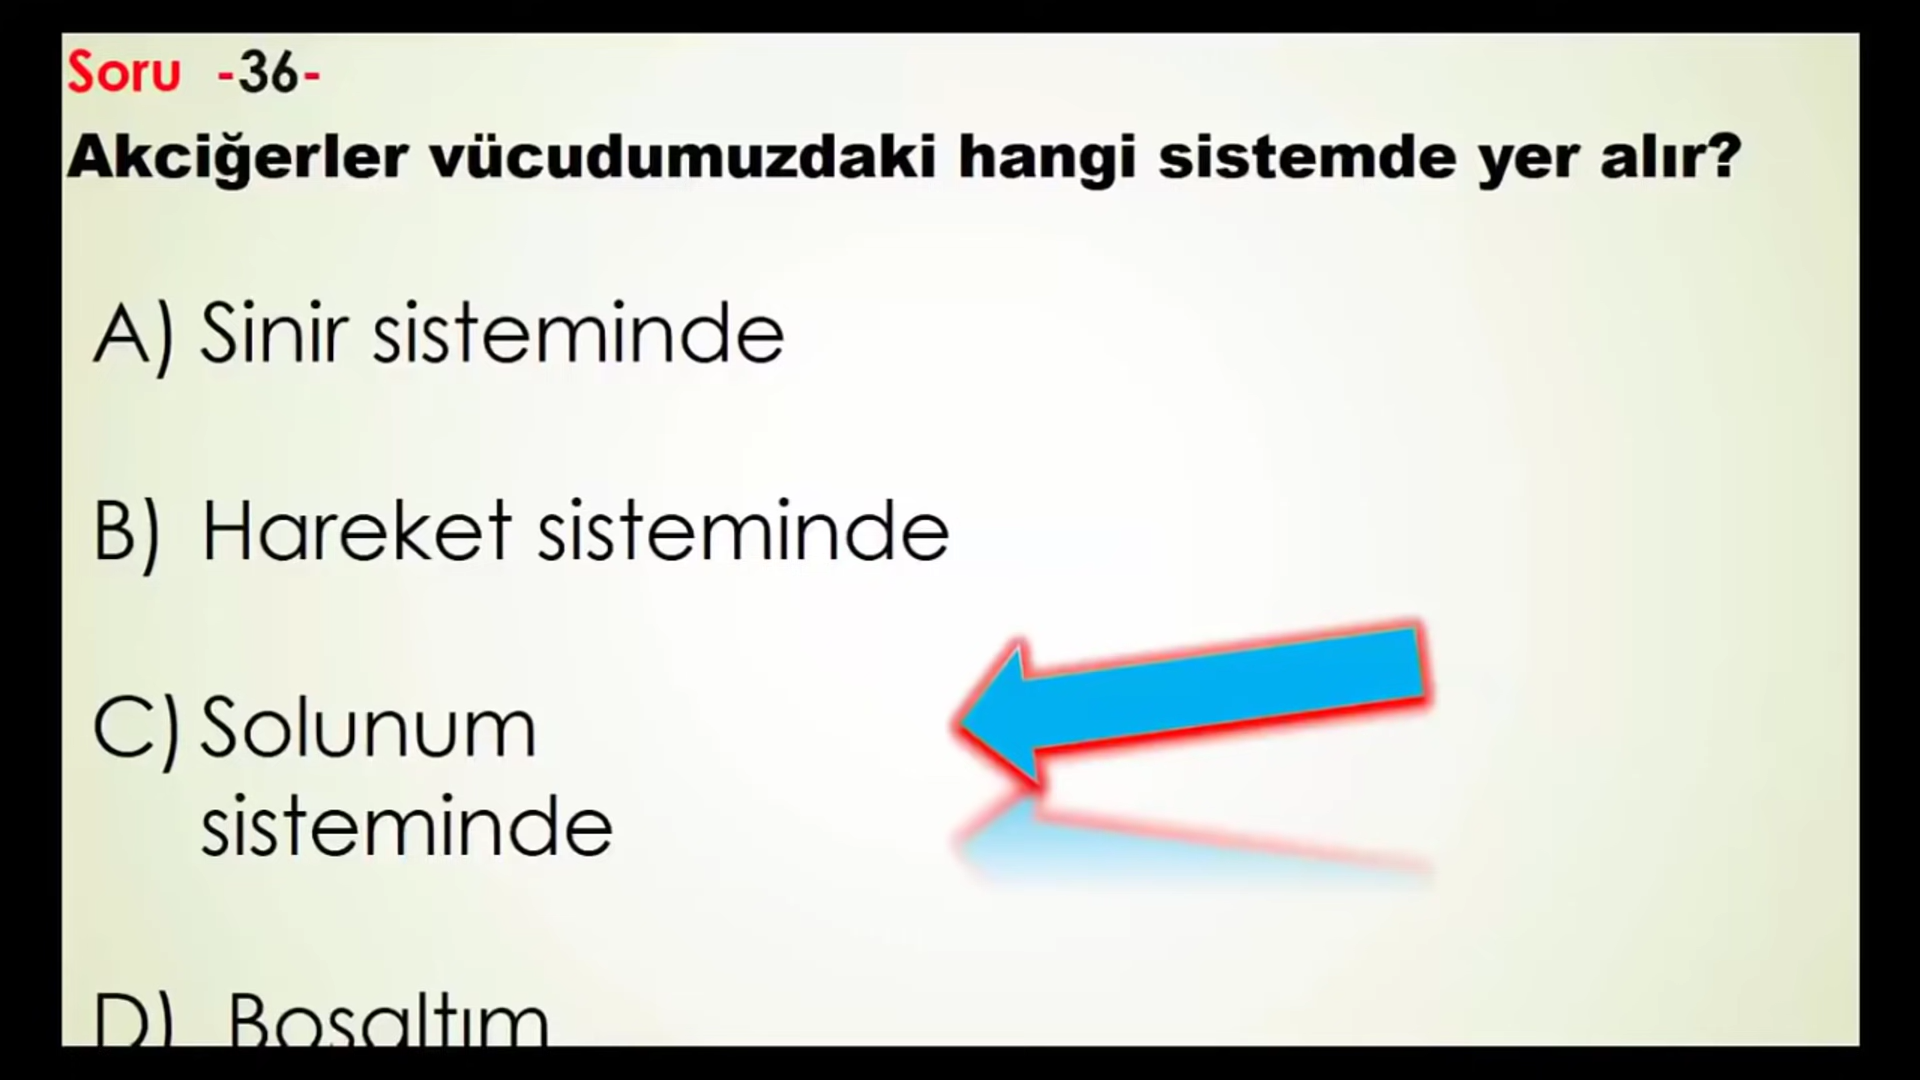 Soru -36-
Akciğerler vücudumuzdaki hangi sistemde yer alır?
A) Sinir sisteminde
B) Hareket sisteminde
C) Solunum
sisteminde
D) Boşaltım